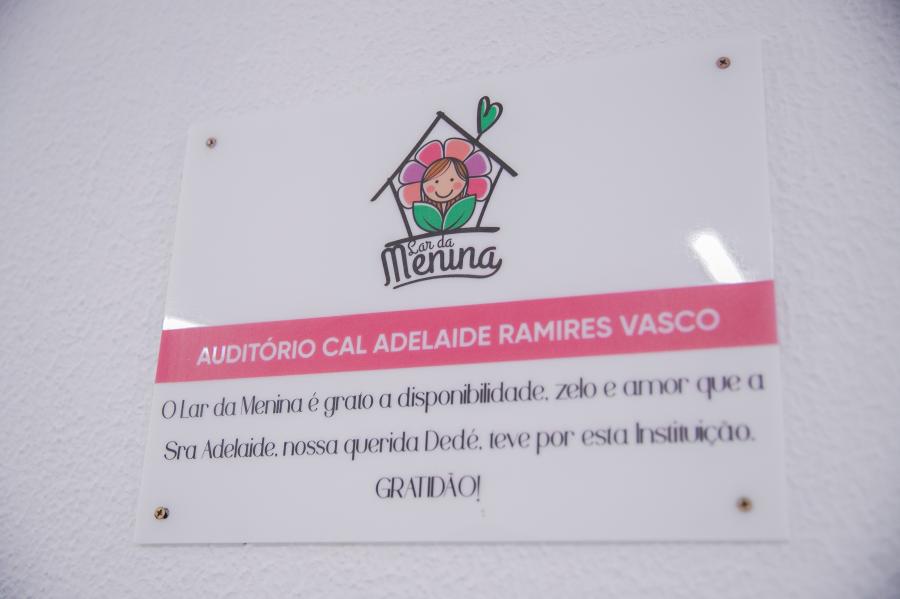 Lar da
Menina
AUDITÓRIO CAL ADELAIDE RAMIRES VASCO
O Lar da Menina é grato a disponibilidade, zelo e amor que a
Sra Adelaide, nossa querida Dedé, teve por esta Instituição.
GRATIDÃO!